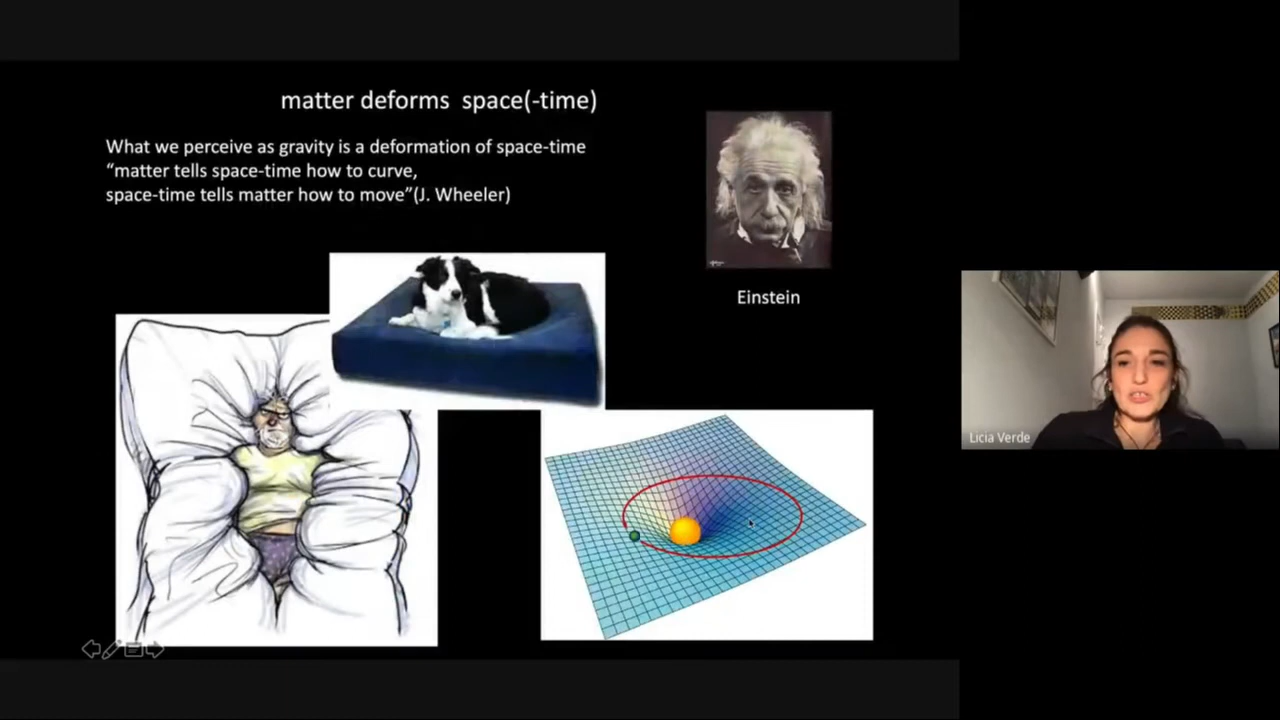 matter deforms  space(-time)
What we perceive as gravity is a deformation of space-time
“matter tells space-time how to curve,
space-time tells matter how to move”(J. Wheeler)
Einstein
Licia Verde